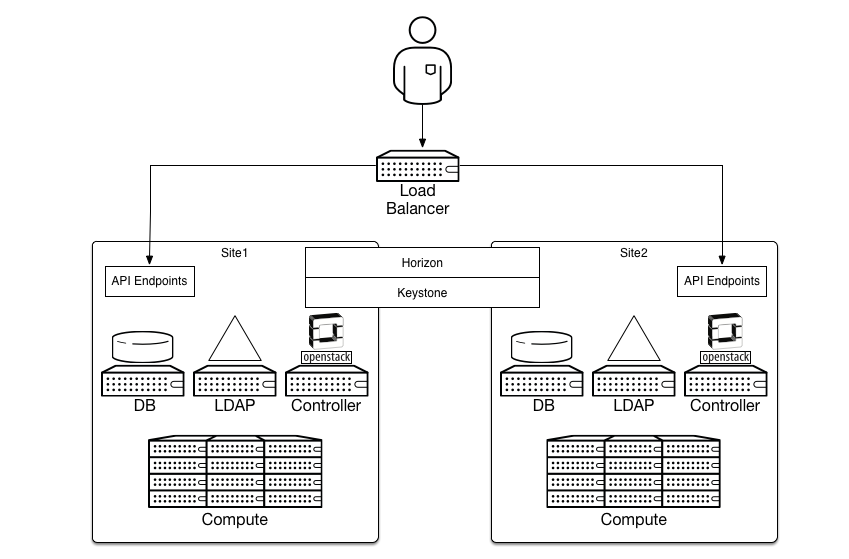 Load
Balancer
Site1
Site2
Horizon
Keystone
API Endpoints
API Endpoints
openstack
openstack
DB
LDAP
Controller
DB
LDAP
Controller
Compute
Compute